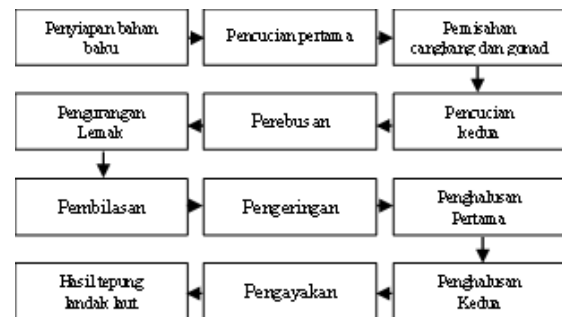 Penyiapan bahan
baku
Pencucian pertama
Pemisahan
cangkang dan gonad
Pencucian
kedua
Perebusan
Pengurangan
Lemak
Pembilasan
Pengeringan
Penghalusan
Pertama
Penghalusan
Kedua
Pengayakan
Hasil tepung
landak laut